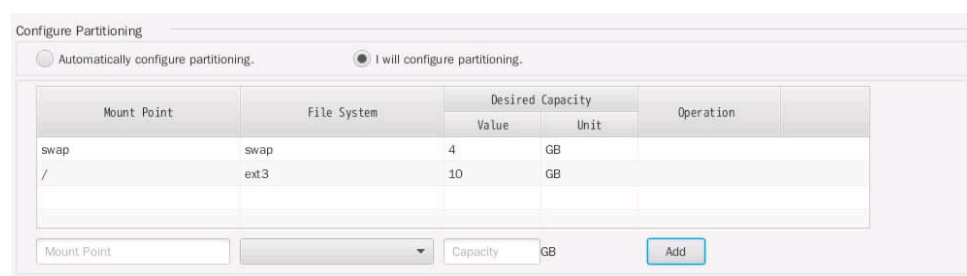 Configure Partitioning
Automatically configure partitioning. I will configure partitioning.
Mount Point File System Desired Capacity Operation
Value Unit
swap swap 4 GB
/ ext3 10 GB
Mount Point Capacity GB Add